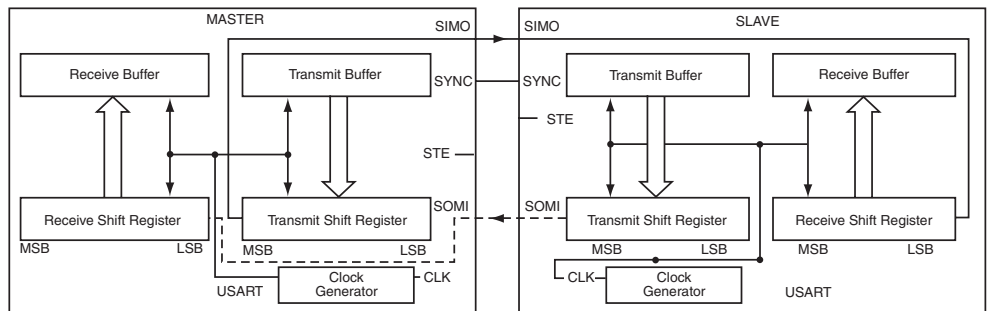 MASTER
SLAVE
SIMO
SIMO
Receive Buffer
Transmit Buffer
SYNC
SYNC
Transmit Buffer
Receive Buffer
STE
STE
Receive Shift Register
Transmit Shift Register
SOMI
SOMI
Transmit Shift Register
Receive Shift Register
MSB
LSB
MSB
LSB
MSB
LSB
MSB
LSB
USART
Clock
Generator
CLK
CLK
Clock
Generator
USART